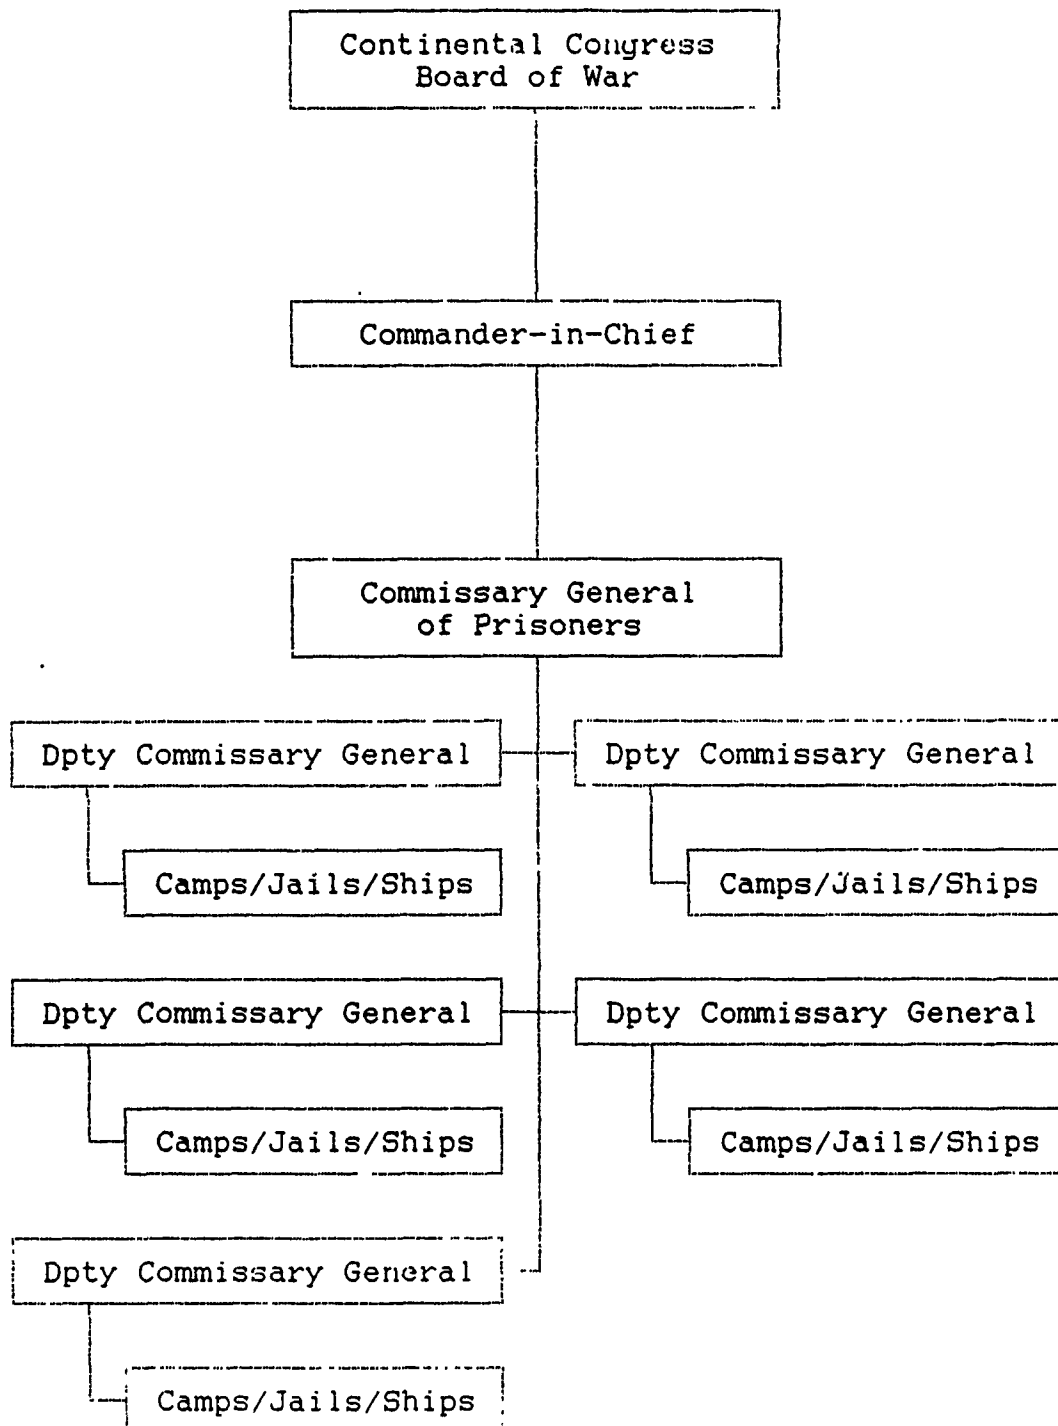 Continental Congress
Board of War
Commander-in-Chief
Commissary General
of Prisoners
Dpty Commissary General
Dpty Commissary General
Camps/Jails/Ships
Camps/Jails/Ships
Dpty Commissary General
Dpty Commissary General
Camps/Jails/Ships
Camps/Jails/Ships
Dpty Commissary General
Camps/Jails/Ships